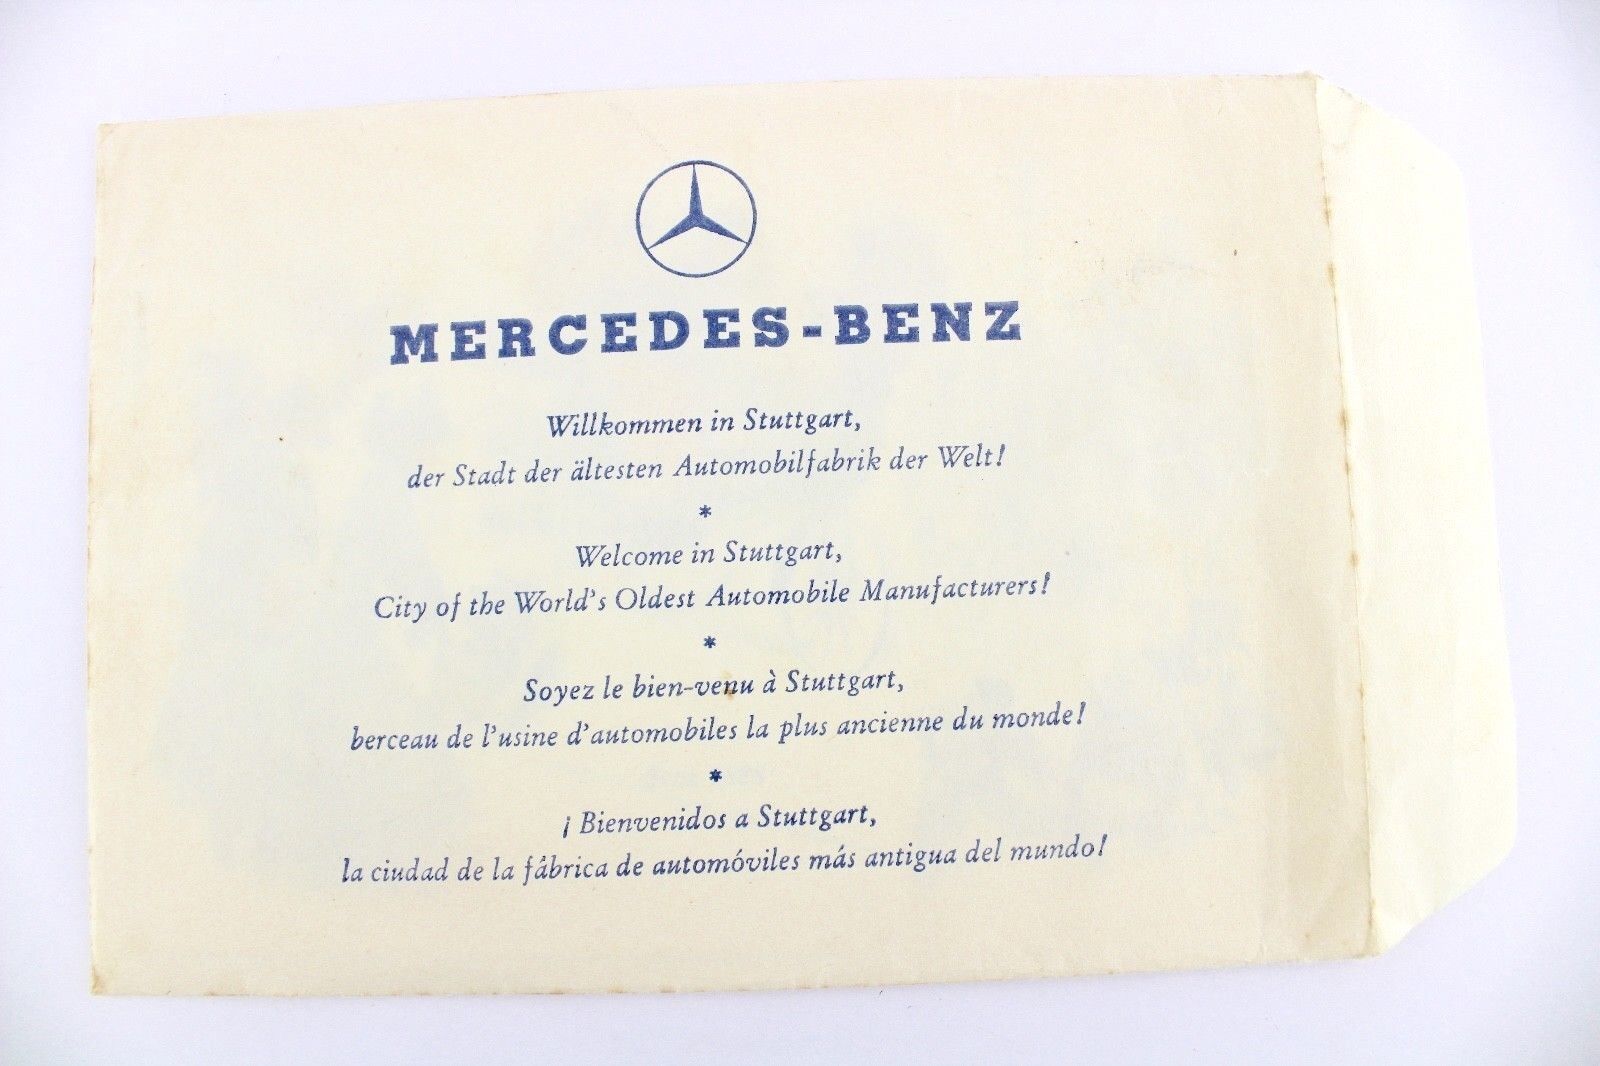 MERCEDES-BENZ
Willkommen in Stuttgart,
der Stadt der ältesten Automobilfabrik der Welt!
*
Welcome in Stuttgart,
City of the World's Oldest Automobile Manufacturers!
*
Soyez le bien-venu à Stuttgart,
berceau de l'usine d'automobiles la plus ancienne du monde!
*
¡ Bienvenidos a Stuttgart,
la ciudad de la fábrica de automóviles más antigua del mundo!